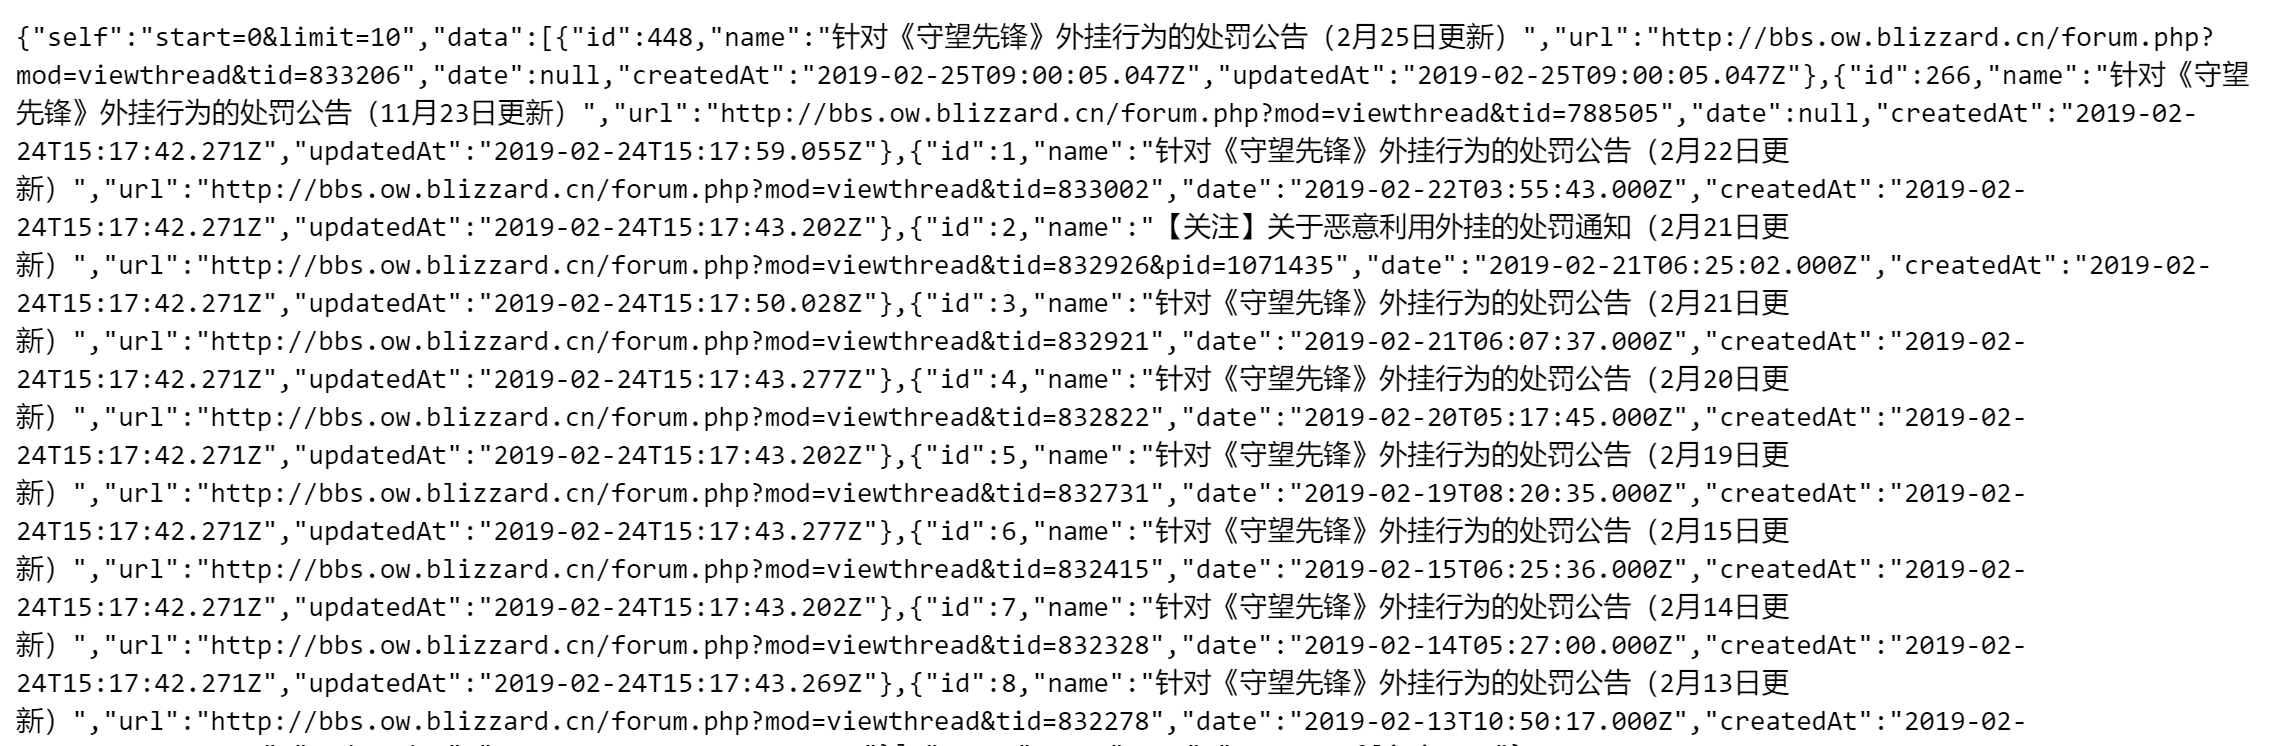 {"self":"start=0&limit=10","data":[{"id":448,"name":"针对《守望先锋》外挂行为的处罚公告（2月25日更新）","url":"http://bbs.ow.blizzard.cn/forum.php?
mod=viewthread&tid=833206","date":null,"createdAt":"2019-02-25T09:00:05.047Z","updatedAt":"2019-02-25T09:00:05.047Z"},{"id":266,"name":"针对《守望
先锋》外挂行为的处罚公告（11月23日更新）","url":"http://bbs.ow.blizzard.cn/forum.php?mod=viewthread&tid=788505","date":null,"createdAt":"2019-02-
24T15:17:42.271Z","updatedAt":"2019-02-24T15:17:59.055Z"},{"id":1,"name":"针对《守望先锋》外挂行为的处罚公告（2月22日更
新）","url":"http://bbs.ow.blizzard.cn/forum.php?mod=viewthread&tid=833002","date":"2019-02-22T03:55:43.000Z","createdAt":"2019-02-
24T15:17:42.271Z","updatedAt":"2019-02-24T15:17:43.202Z"},{"id":2,"name":"【关注】关于恶意利用外挂的处罚通知（2月21日更
新）","url":"http://bbs.ow.blizzard.cn/forum.php?mod=viewthread&tid=832926&pid=1071435","date":"2019-02-21T06:25:02.000Z","createdAt":"2019-02-
24T15:17:42.271Z","updatedAt":"2019-02-24T15:17:50.028Z"},{"id":3,"name":"针对《守望先锋》外挂行为的处罚公告（2月21日更
新）","url":"http://bbs.ow.blizzard.cn/forum.php?mod=viewthread&tid=832921","date":"2019-02-21T06:07:37.000Z","createdAt":"2019-02-
24T15:17:42.271Z","updatedAt":"2019-02-24T15:17:43.277Z"},{"id":4,"name":"针对《守望先锋》外挂行为的处罚公告（2月20日更
新）","url":"http://bbs.ow.blizzard.cn/forum.php?mod=viewthread&tid=832822","date":"2019-02-20T05:17:45.000Z","createdAt":"2019-02-
24T15:17:42.271Z","updatedAt":"2019-02-24T15:17:43.202Z"},{"id":5,"name":"针对《守望先锋》外挂行为的处罚公告（2月19日更
新）","url":"http://bbs.ow.blizzard.cn/forum.php?mod=viewthread&tid=832731","date":"2019-02-19T08:20:35.000Z","createdAt":"2019-02-
24T15:17:42.271Z","updatedAt":"2019-02-24T15:17:43.277Z"},{"id":6,"name":"针对《守望先锋》外挂行为的处罚公告（2月15日更
新）","url":"http://bbs.ow.blizzard.cn/forum.php?mod=viewthread&tid=832415","date":"2019-02-15T06:25:36.000Z","createdAt":"2019-02-
24T15:17:42.271Z","updatedAt":"2019-02-24T15:17:43.202Z"},{"id":7,"name":"针对《守望先锋》外挂行为的处罚公告（2月14日更
新）","url":"http://bbs.ow.blizzard.cn/forum.php?mod=viewthread&tid=832328","date":"2019-02-14T05:27:00.000Z","createdAt":"2019-02-
24T15:17:42.271Z","updatedAt":"2019-02-24T15:17:43.269Z"},{"id":8,"name":"针对《守望先锋》外挂行为的处罚公告（2月13日更
新）","url":"http://bbs.ow.blizzard.cn/forum.php?mod=viewthread&tid=832278","date":"2019-02-13T10:50:17.000Z","createdAt":"2019-02-